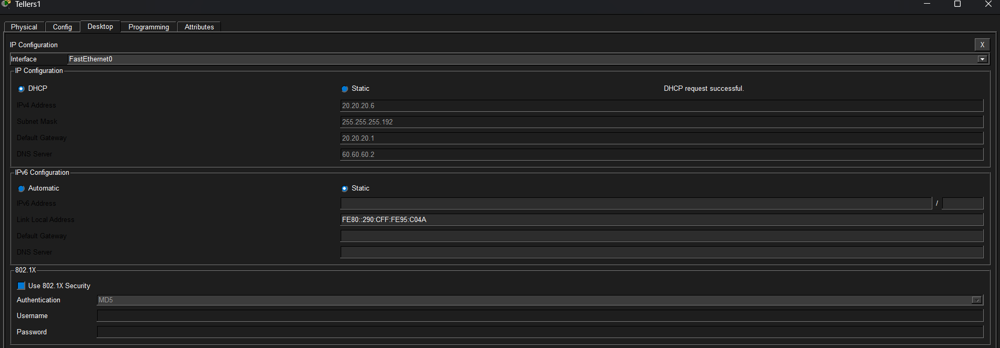 Tellers1
Physical Config Desktop Programming Attributes
IP Configuration X
Interface FastEthernet0
IP Configuration
DHCP Static DHCP request successful.
IPv4 Address 20.20.20.6
Subnet Mask 255.255.255.192
Default Gateway 20.20.20.1
DNS Server 60.60.60.2
IPv6 Configuration
Automatic Static
IPv6 Address /
Link Local Address FE80::290:CFF:FE95:C04A
Default Gateway
DNS Server
802.1X
Use 802.1X Security
Authentication MD5
Username
Password